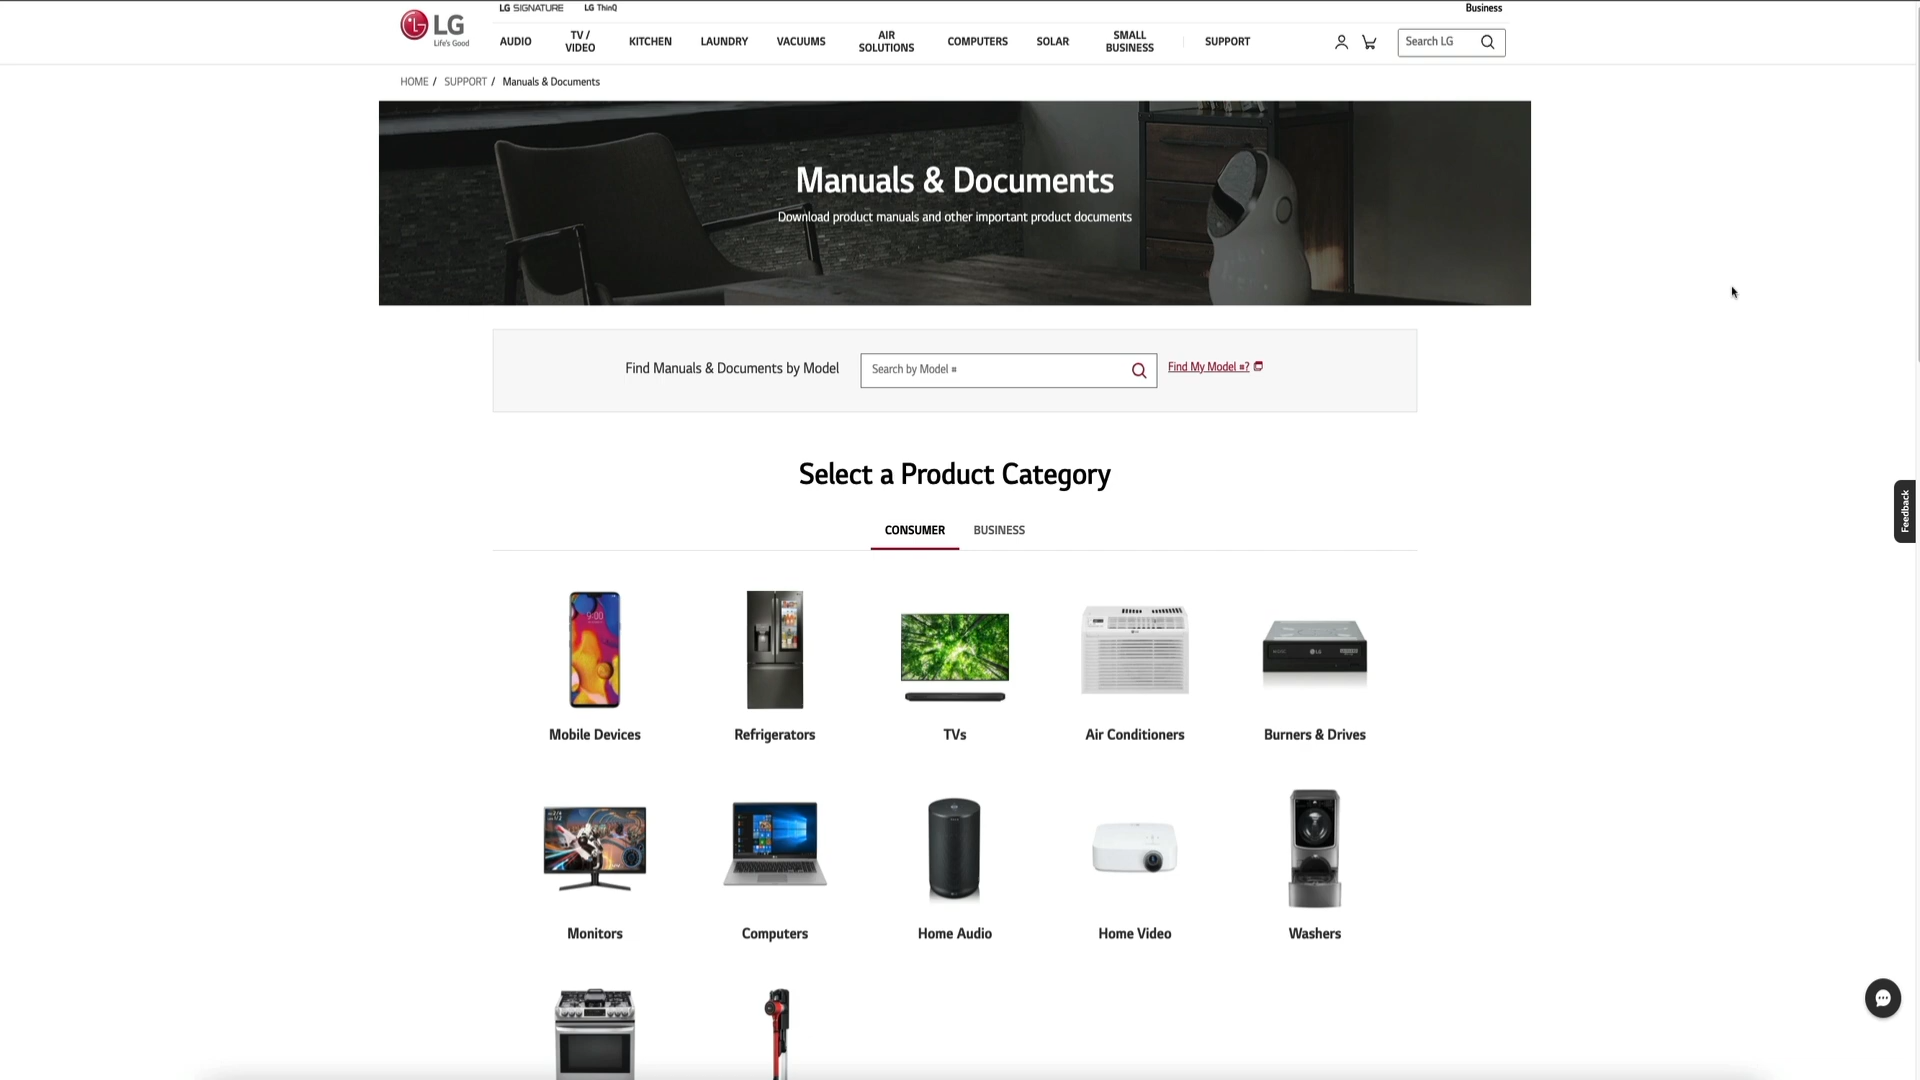 LG SIGNATURE LG ThinQ Business
LG
Life's Good
AUDIO
TV /
VIDEO
KITCHEN
LAUNDRY
VACUUMS
AIR
SOLUTIONS
COMPUTERS
SOLAR
SMALL
BUSINESS
SUPPORT
Search LG
HOME / SUPPORT / Manuals & Documents
Manuals & Documents
Download product manuals and other important product documents
Find Manuals & Documents by Model
Search by Model #
Find My Model #?
Select a Product Category
Feedback
CONSUMER BUSINESS
Mobile Devices Refrigerators TVs Air Conditioners Burners & Drives
Monitors Computers Home Audio Home Video Washers